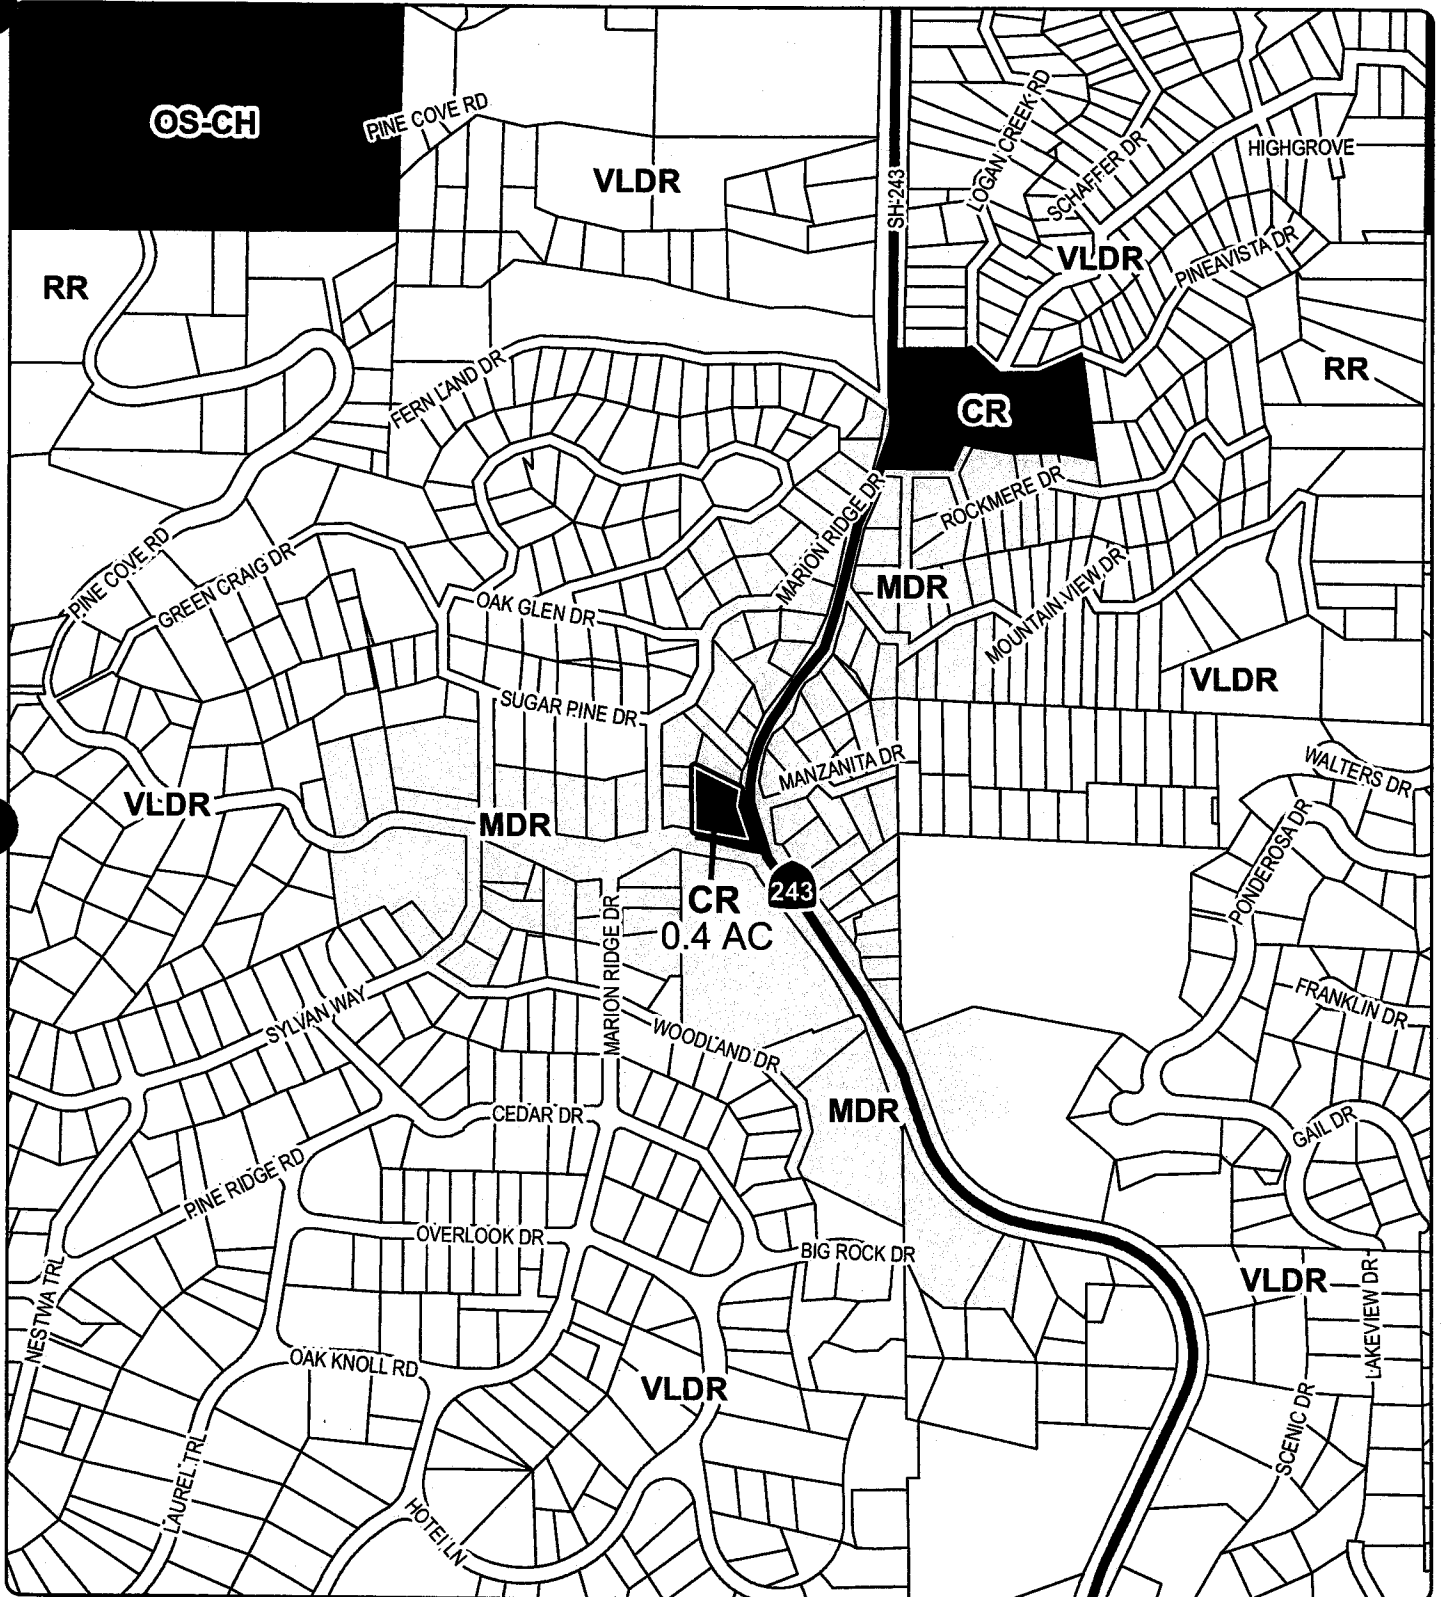 OS-CH
PINE COVE RD
VLDR
SH-243
LOGAN CREEK RD
SCHAFFER DR
HIGHGROVE
VLDR
PINEAVISTA DR
RR
RR
FERN LAND DR
CR
N
ROCKMERE DR
MARION RIDGE DR
PINE COVE RD
GREEN CRAIG DR
OAK GLEN DR
MDR
MOUNTAIN VIEW DR
VLDR
SUGAR PINE DR
MANZANITA DR
WALTERS DR
VLDR
MDR
PONDEROSA DR
243
CR
0.4 AC
MARION RIDGE DR
SYLVAN WAY
WOODLAND DR
FRANKLIN DR
MDR
CEDAR DR
GAIL DR
PINE RIDGE RD
OVERLOOK DR
BIG ROCK DR
VLDR
NESTWA TRL
LAKEVIEW DR
OAK KNOLL RD
VLDR
SCENIC DR
LAUREL TRL
HOTEL LN